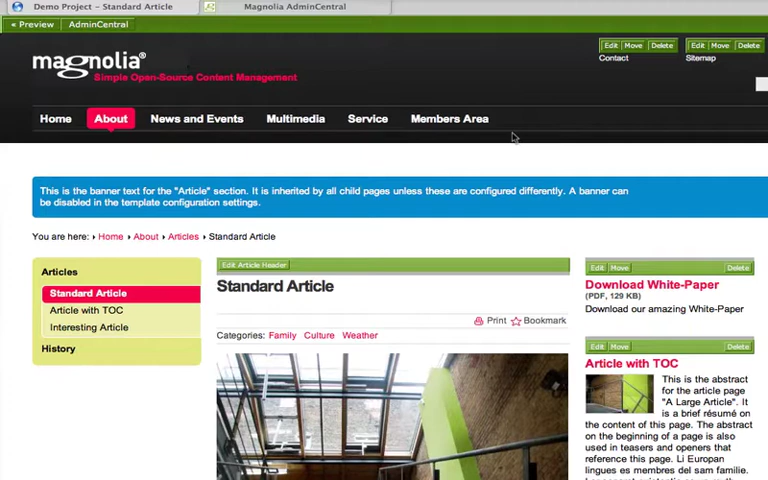 Demo Project – Standard Article
Magnolia AdminCentral
« Preview
AdminCentral
magnolia®
Simple Open-Source Content Management
Edit Move Delete
Contact
Edit Move Delete
Sitemap
Home
About
News and Events
Multimedia
Service
Members Area
This is the banner text for the "Article" section. It is inherited by all child pages unless these are configured differently. A banner can
be disabled in the template configuration settings.
You are here: Home About Articles Standard Article
Articles
Standard Article
Article with TOC
Interesting Article
History
Edit Article Header
Standard Article
Print Bookmark
Categories: Family Culture Weather
Edit Move Delete
Download White-Paper
(PDF, 129 KB)
Download our amazing White-Paper
Edit Move Delete
Article with TOC
This is the abstract
for the article page
"A Large Article". It
is a brief résumé on
the content of this page. The abstract
on the beginning of a page is also
used in teasers and openers that
reference this page. Li Europan
lingues es membres del sam familie.